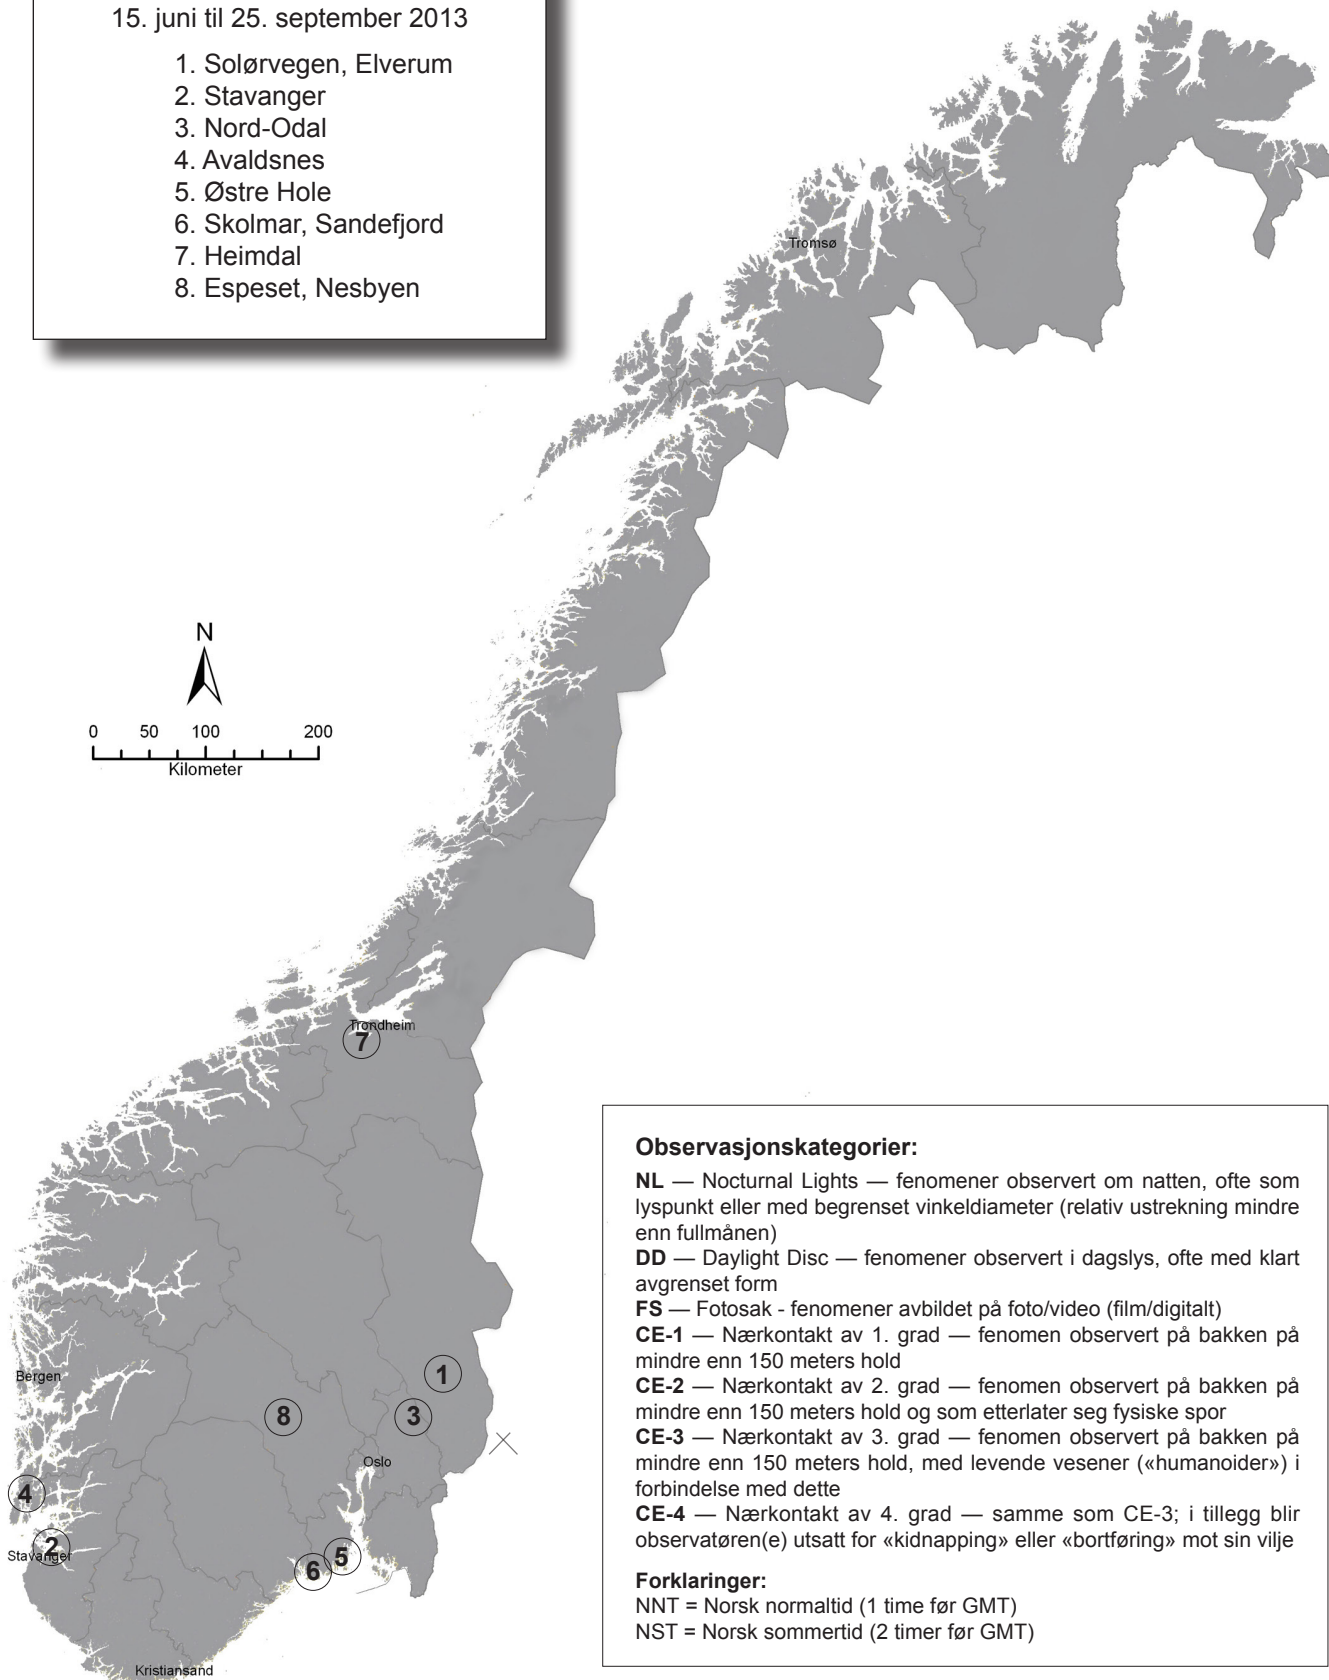 15. juni til 25. september 2013
1. Solørvegen, Elverum
2. Stavanger
3. Nord-Odal
4. Avaldsnes
5. Østre Hole
6. Skolmar, Sandefjord
7. Heimdal
8. Espeset, Nesbyen
Tromsø
N
0 50 100 200
Kilometer
Trondheim
7
Bergen
1
8
3
Oslo
4
2
Stavanger
5
6
Kristiansand
Observasjonskategorier:
NL — Nocturnal Lights — fenomener observert om natten, ofte som
lyspunkt eller med begrenset vinkeldiameter (relativ ustrekning mindre
enn fullmånen)
DD — Daylight Disc — fenomener observert i dagslys, ofte med klart
avgrenset form
FS — Fotosak - fenomener avbildet på foto/video (film/digitalt)
CE-1 — Nærkontakt av 1. grad — fenomen observert på bakken på
mindre enn 150 meters hold
CE-2 — Nærkontakt av 2. grad — fenomen observert på bakken på
mindre enn 150 meters hold og som etterlater seg fysiske spor
CE-3 — Nærkontakt av 3. grad — fenomen observert på bakken på
mindre enn 150 meters hold, med levende vesener («humanoider») i
forbindelse med dette
CE-4 — Nærkontakt av 4. grad — samme som CE-3; i tillegg blir
observatøren(e) utsatt for «kidnapping» eller «bortføring» mot sin vilje
Forklaringer:
NNT = Norsk normaltid (1 time før GMT)
NST = Norsk sommertid (2 timer før GMT)